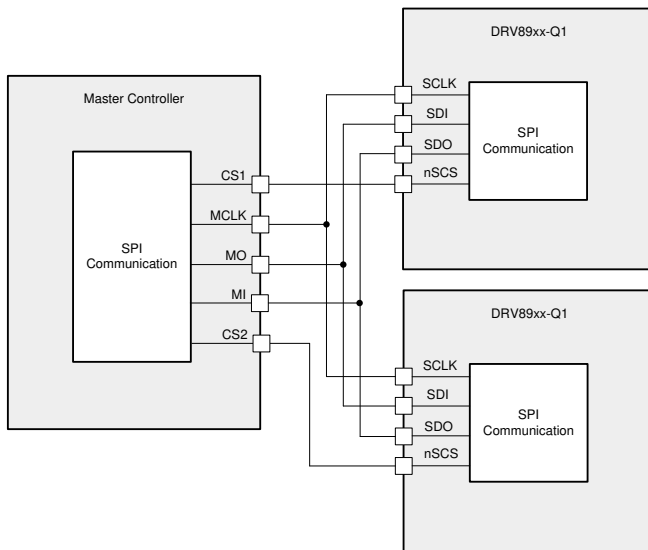 Master Controller
SPI
Communication
CS1
MCLK
MO
MI
CS2
DRV89xx-Q1
SCLK
SDI
SDO
nSCS
SPI
Communication
DRV89xx-Q1
SCLK
SDI
SDO
nSCS
SPI
Communication